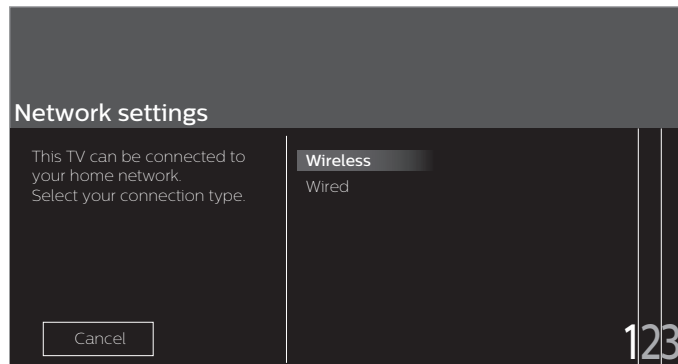 Network settings
This TV can be connected to
your home network.
Select your connection type.
Wireless
Wired
Cancel
123